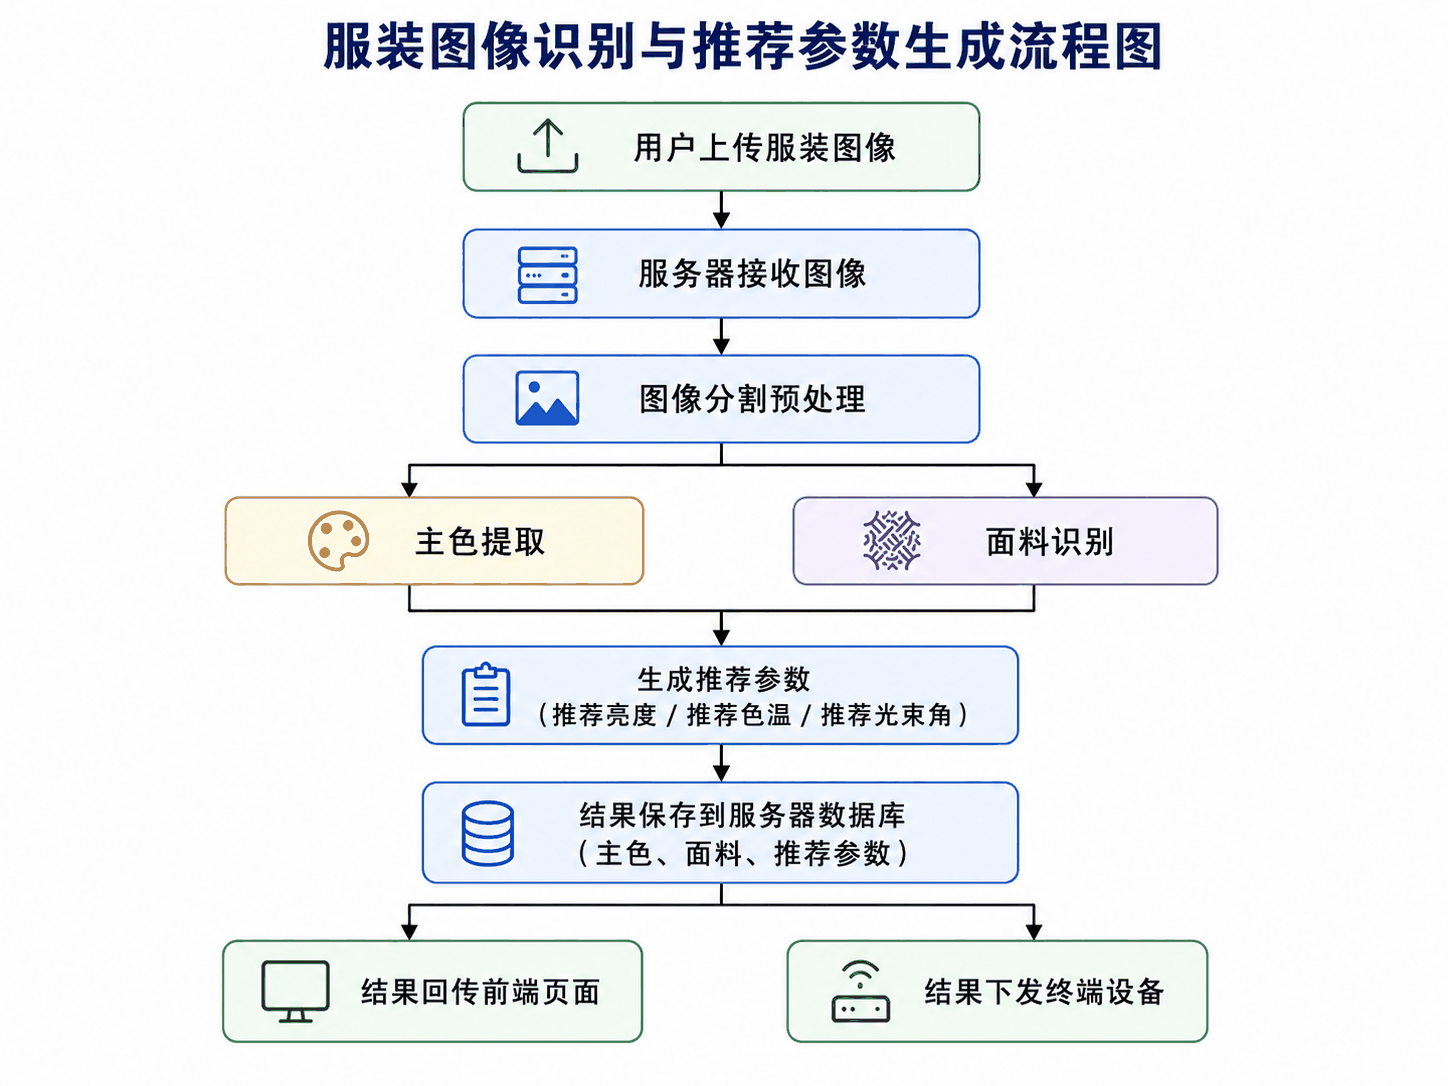 服装图像识别与推荐参数生成流程图
用户上传服装图像
服务器接收图像
图像分割预处理
主色提取
面料识别
生成推荐参数
（推荐亮度 / 推荐色温 / 推荐光束角）
结果保存到服务器数据库
（主色、面料、推荐参数）
结果回传前端页面
结果下发终端设备